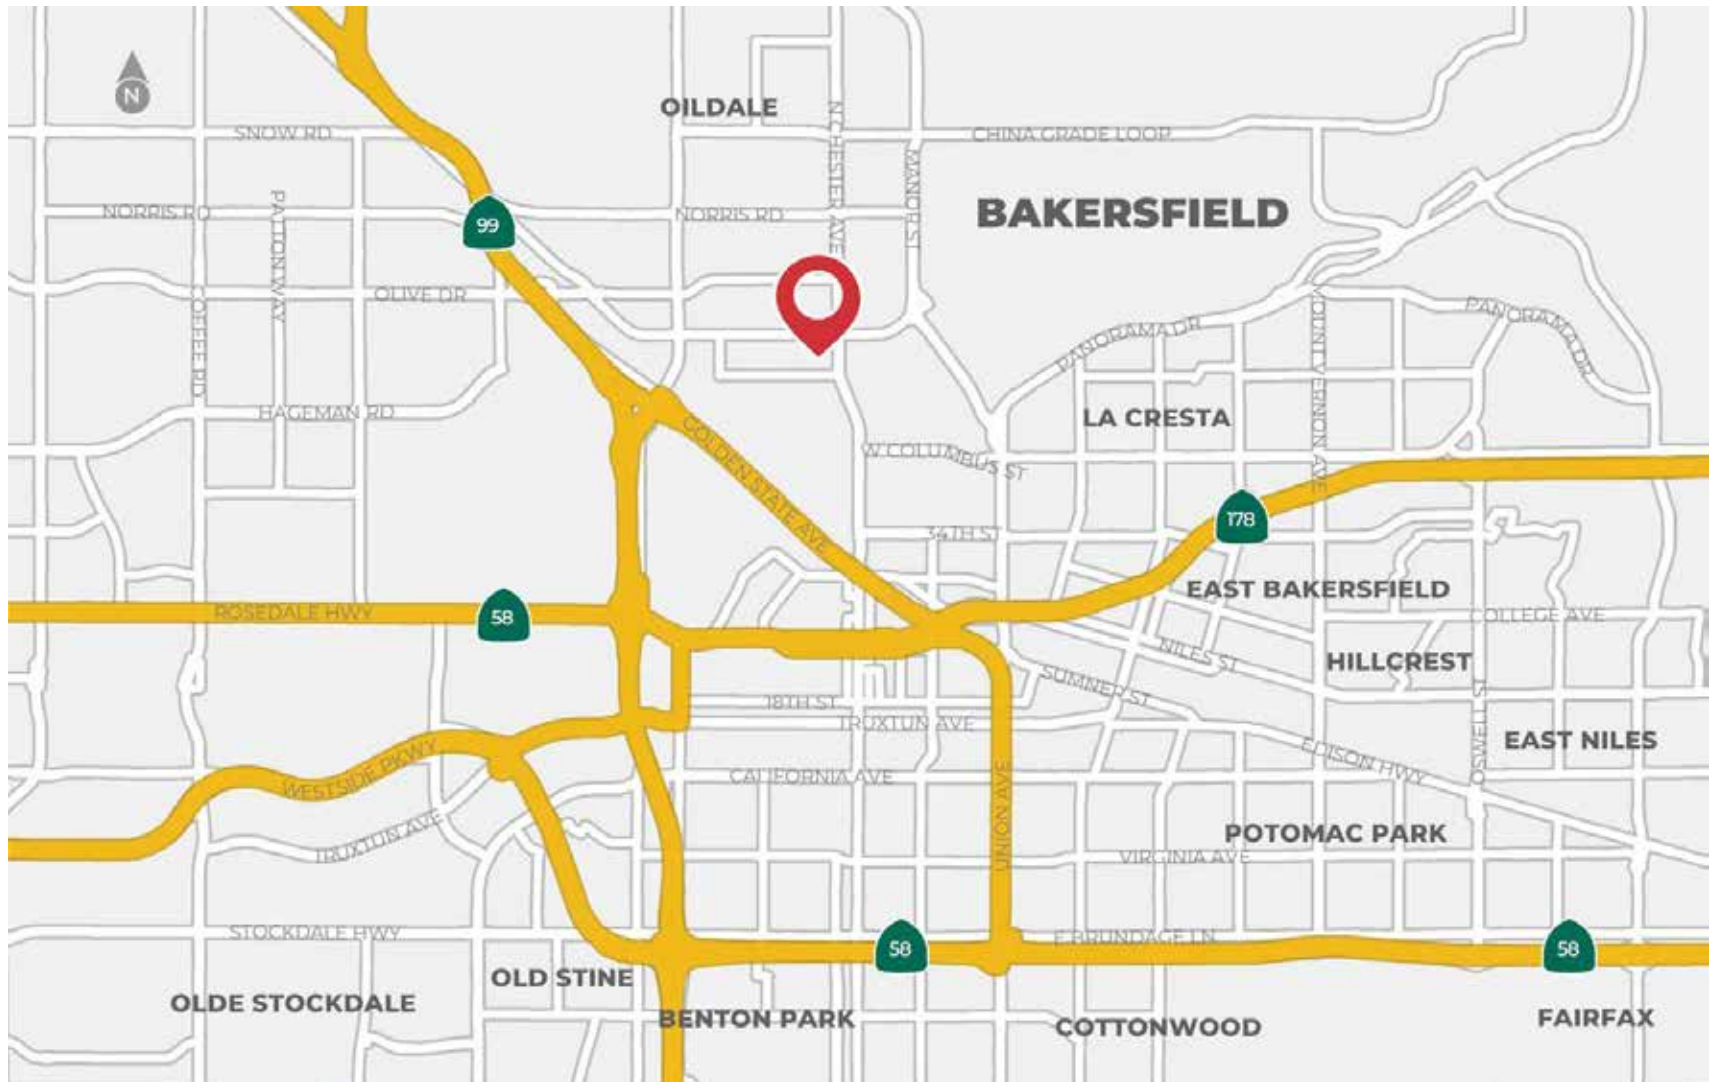 N
OILDALE
SNOW RD
CHINA GRADE LOOP
N CHESTER AVE
MANOR ST
NORRIS RD
PATTON WAY
99
NORRIS RD
BAKERSFIELD
OLIVE DR
COFFEE RD
MOUNT VERNON AVE
PANORAMA DR
PANORAMA DR
HAGEMAN RD
LA CRESTA
GOLDEN STATE AVE
W COLUMBUS ST
178
34TH ST
EAST BAKERSFIELD
ROSEDALE HWY
58
COLLEGE AVE
NILES ST
HILLCREST
SUMNER ST
18TH ST
TRUXTUN AVE
OSWELL ST
EAST NILES
EDISON HWY
WESTSIDE PKWY
CALIFORNIA AVE
UNION AVE
TRUXTUN AVE
POTOMAC PARK
VIRGINIA AVE
STOCKDALE HWY
58
E BRUNDAGE LN
58
OLD STINE
OLDE STOCKDALE
BENTON PARK
COTTONWOOD
FAIRFAX